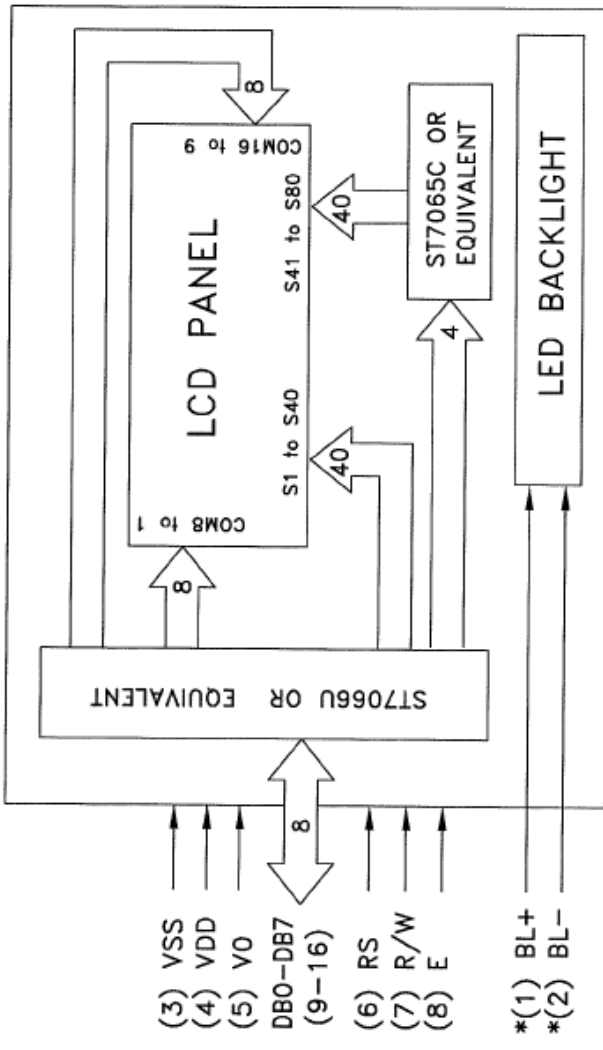 COM16 to 9
8
LCD PANEL
S41 to S80
40
ST7065C OR
EQUIVALENT
LED BACKLIGHT
S1 to S40
40
4
COM8 to 1
8
ST7066U OR EQUIVALENT
8
(3) VSS
(4) VDD
(5) V0
DB0-DB7
(9-16)
(6) RS
(7) R/W
(8) E
*(1) BL+
*(2) BL-